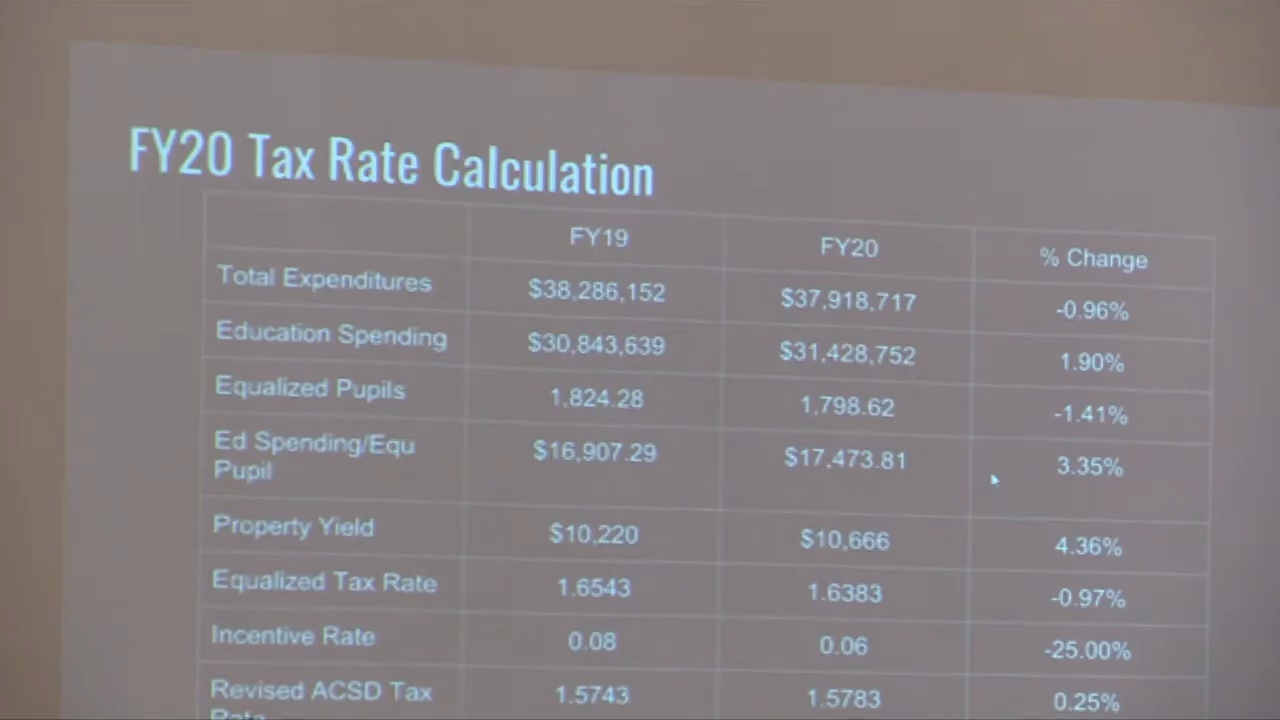 FY20 Tax Rate Calculation
FY19 FY20 % Change
Total Expenditures $38,286,152 $37,918,717 -0.96%
Education Spending $30,843,639 $31,428,752 1.90%
Equalized Pupils 1,824.28 1,798.62 -1.41%
Ed Spending/Equ $16,907.29 $17,473.81 3.35%
Pupil
Property Yield $10,220 $10,666 4.36%
Equalized Tax Rate 1.6543 1.6383 -0.97%
Incentive Rate 0.08 0.06 -25.00%
Revised ACSD Tax 1.5743 1.5783 0.25%
Rate